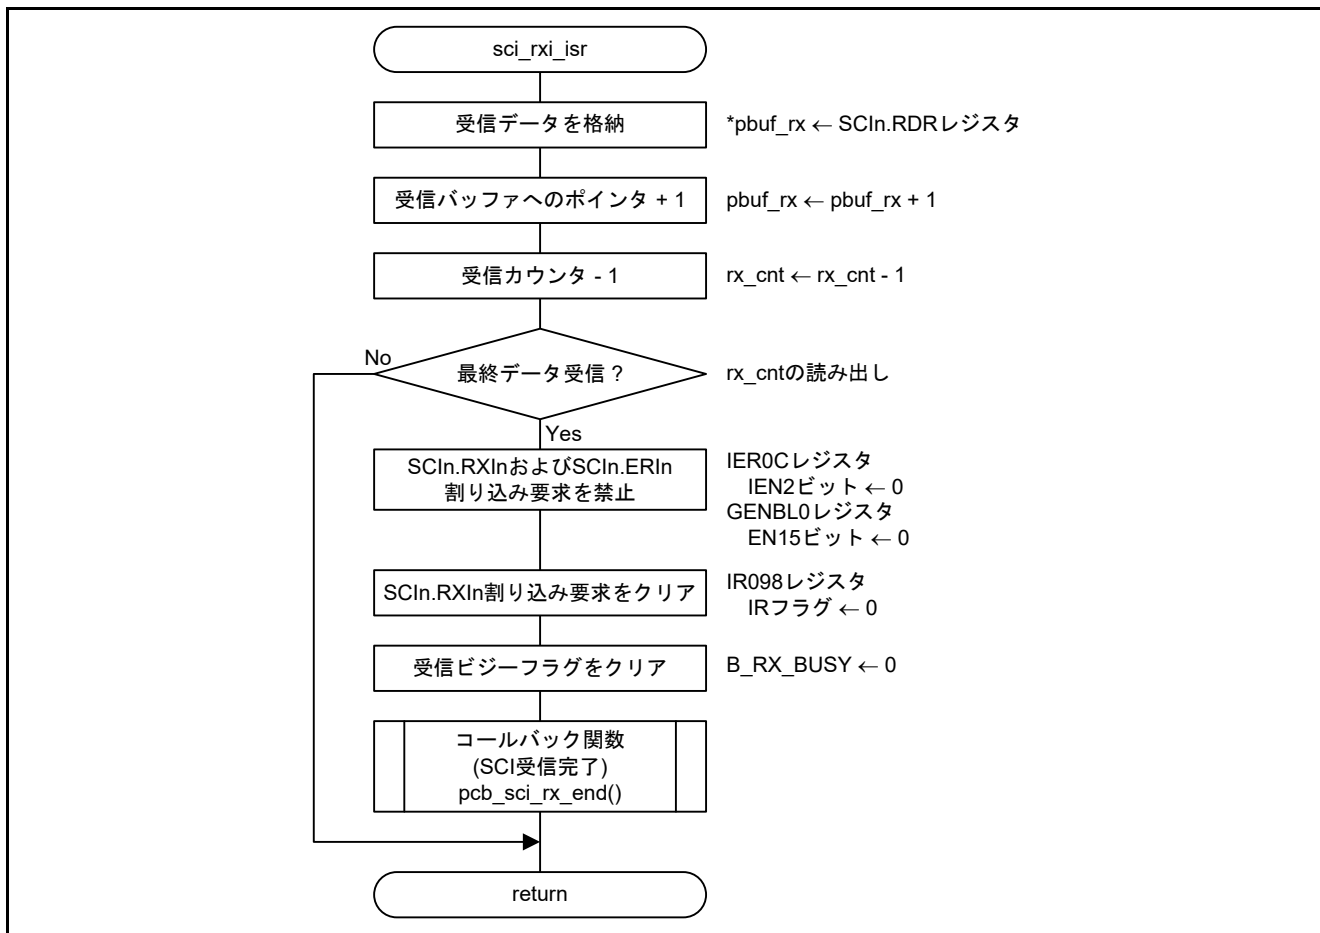 sci_rxi_isr
受信データを格納
*pbuf_rx ← SCIn.RDRレジスタ
受信バッファへのポインタ + 1
pbuf_rx ← pbuf_rx + 1
受信カウンタ - 1
rx_cnt ← rx_cnt - 1
No
最終データ受信 ?
rx_cntの読み出し
Yes
SCIn.RXInおよびSCIn.ERIn
割り込み要求を禁止
IER0Cレジスタ
IEN2ビット ← 0
GENBL0レジスタ
EN15ビット ← 0
SCIn.RXIn割り込み要求をクリア
IR098レジスタ
IRフラグ ← 0
受信ビジーフラグをクリア
B_RX_BUSY ← 0
コールバック関数
(SCI受信完了)
pcb_sci_rx_end()
return